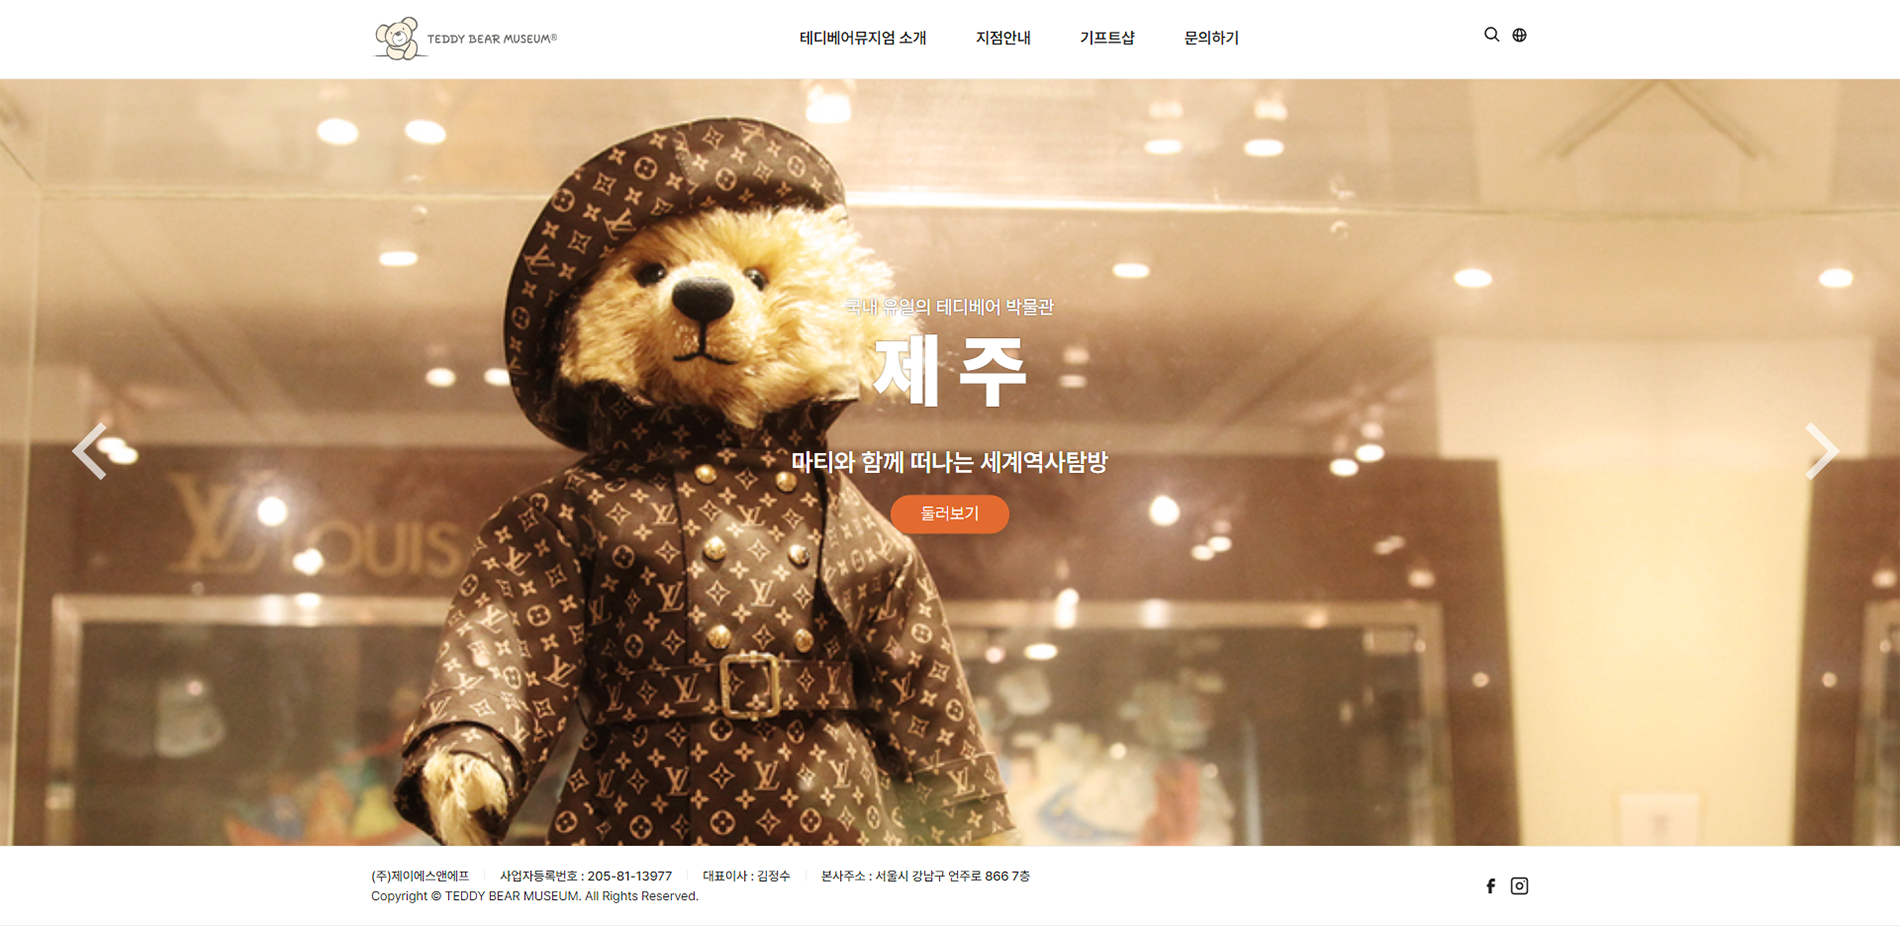 TEDDY BEAR MUSEUM®
테디베어뮤지엄 소개 지점안내 기프트샵 문의하기
국내 유일의 테디베어 박물관
제주
마티와 함께 떠나는 세계역사탐방
둘러보기
LOUIS
(주)제이에스앤에프 사업자등록번호 : 205-81-13977 대표이사 : 김정수 본사주소 : 서울시 강남구 언주로 866 7층
Copyright © TEDDY BEAR MUSEUM. All Rights Reserved.